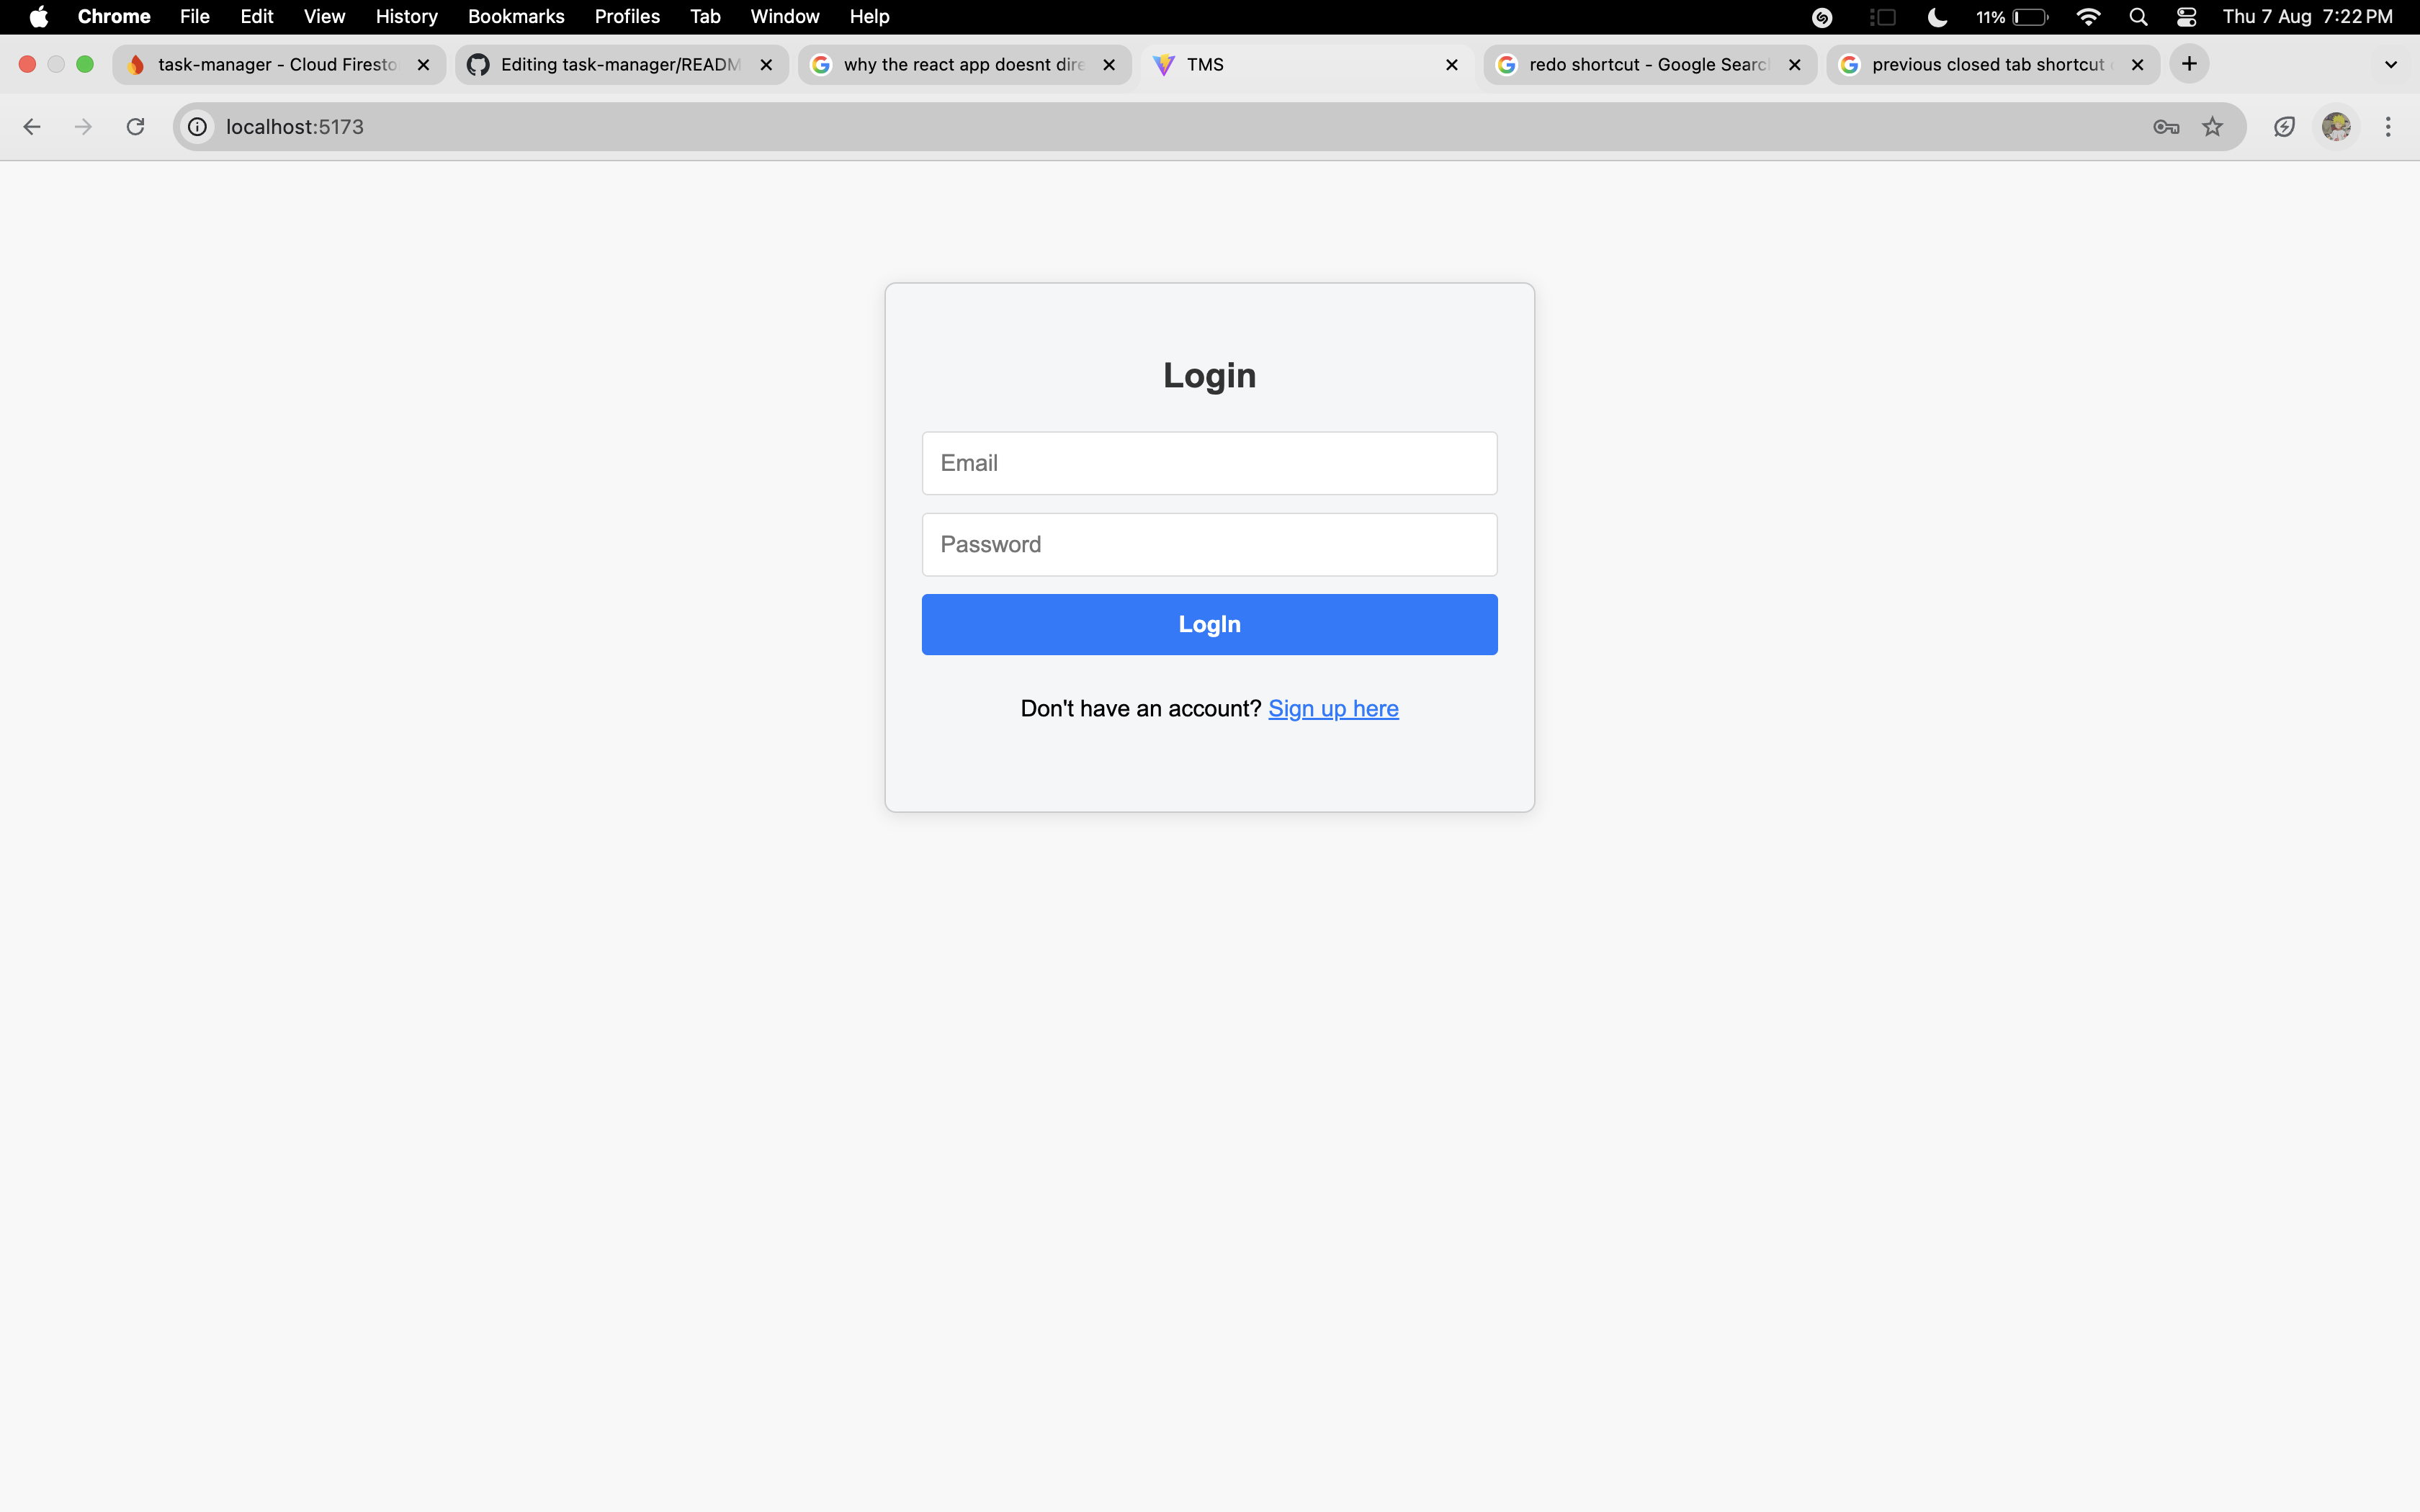 Chrome File Edit View History Bookmarks Profiles Tab Window Help 11% Thu 7 Aug 7:22 PM
task-manager - Cloud Firesto Editing task-manager/READM why the react app doesnt dire TMS redo shortcut - Google Searc previous closed tab shortcut
localhost:5173
Login
Email
Password
LogIn
Don't have an account? Sign up here